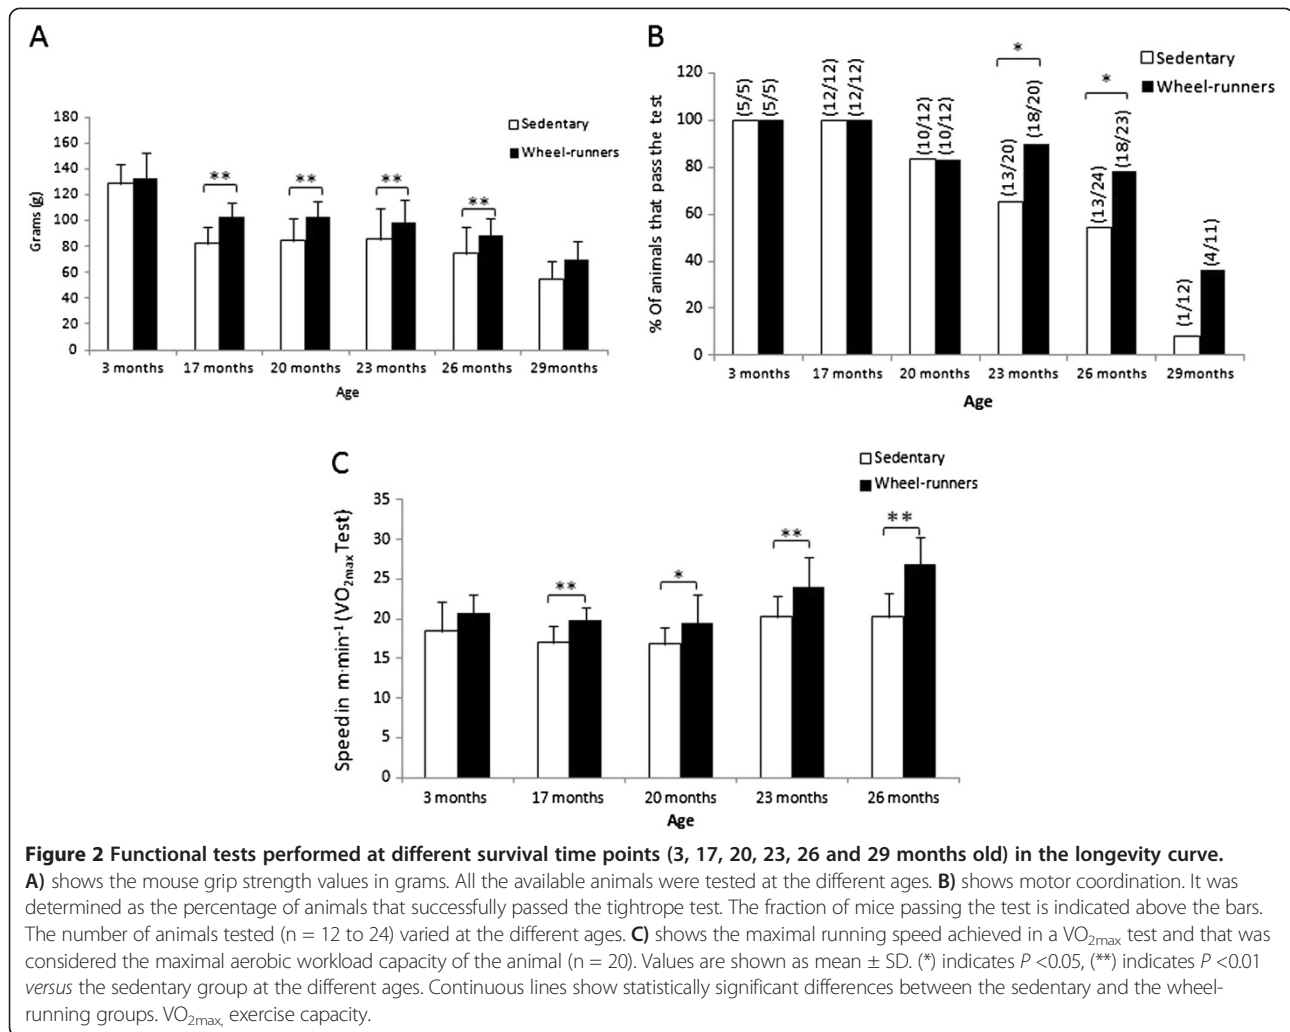 A
Sedentary
Wheel-runners
180
160
140
120
100
80
60
40
20
0
Grams (g)
** ** ** **
3 months 17 months 20 months 23 months 26 months 29months
Age
B
Sedentary
Wheel-runners
120
100
80
60
40
20
0
% Of animals that pass the test
* *
(5/5) (5/5) (12/12) (12/12) (10/12) (10/12) (13/20) (18/20) (13/24) (18/23) (1/12) (4/11)
3 months 17 months 20 months 23 months 26 months 29months
Age
C
Sedentary
Wheel-runners
35
30
25
20
15
10
5
0
Speed in m·min⁻¹ (VO₂max Test)
** * ** **
3 months 17 months 20 months 23 months 26 months
Age
Figure 2 Functional tests performed at different survival time points (3, 17, 20, 23, 26 and 29 months old) in the longevity curve.
A) shows the mouse grip strength values in grams. All the available animals were tested at the different ages. B) shows motor coordination. It was
determined as the percentage of animals that successfully passed the tightrope test. The fraction of mice passing the test is indicated above the bars.
The number of animals tested (n = 12 to 24) varied at the different ages. C) shows the maximal running speed achieved in a VO₂max test and that was
considered the maximal aerobic workload capacity of the animal (n = 20). Values are shown as mean ± SD. (*) indicates P <0.05, (**) indicates P <0.01
versus the sedentary group at the different ages. Continuous lines show statistically significant differences between the sedentary and the wheel-
running groups. VO₂max, exercise capacity.